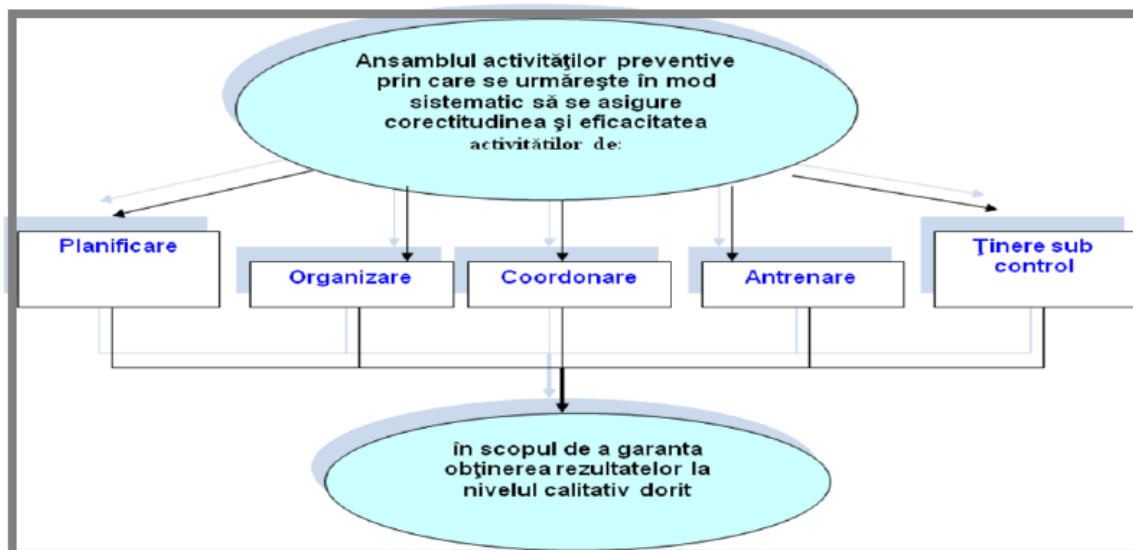 Ansamblul activităţilor preventive
prin care se urmăreşte în mod
sistematic să se asigure
corectitudinea şi eficacitatea
activitătilor de:
Planificare
Organizare
Coordonare
Antrenare
Ţinere sub
control
în scopul de a garanta
obţinerea rezultatelor la
nivelul calitativ dorit